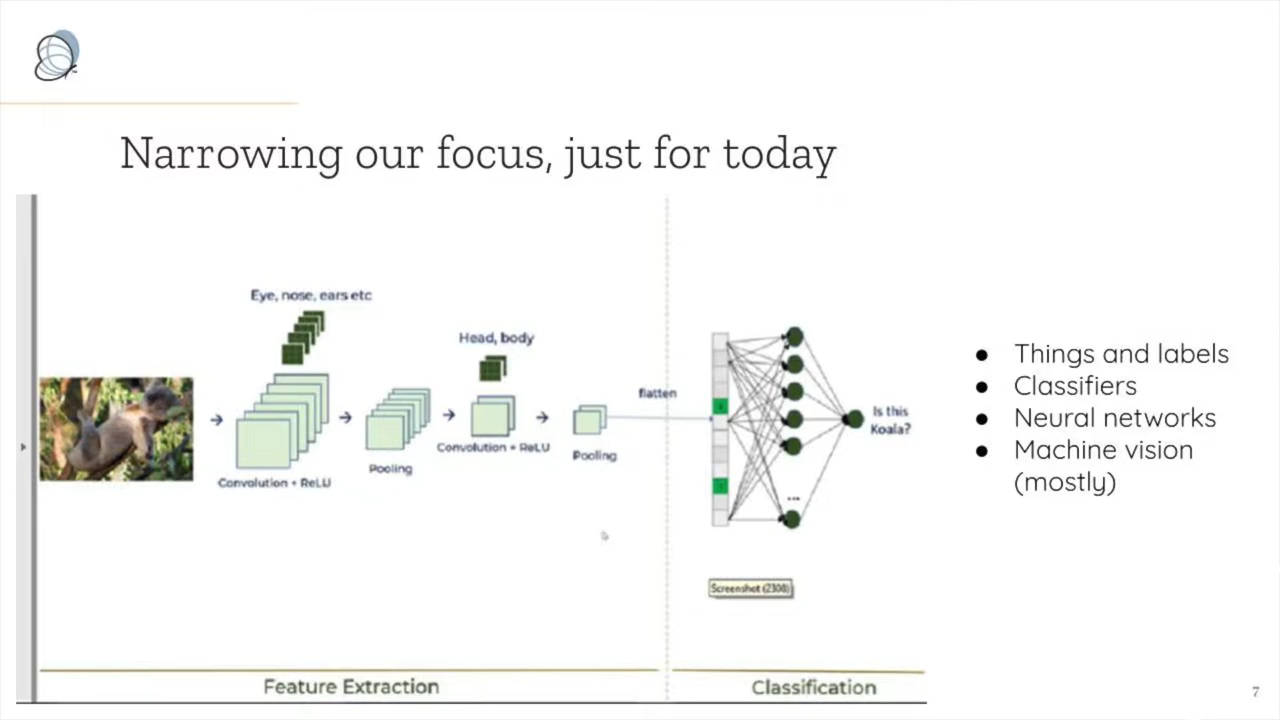 Narrowing our focus, just for today
Eye, nose, ears etc
Head, body
flatten
Is this
Koala?
Convolution + ReLU
Pooling
Convolution + ReLU
Pooling
...
Screenshot (2308)
Feature Extraction
Classification
● Things and labels
● Classifiers
● Neural networks
● Machine vision
(mostly)
7